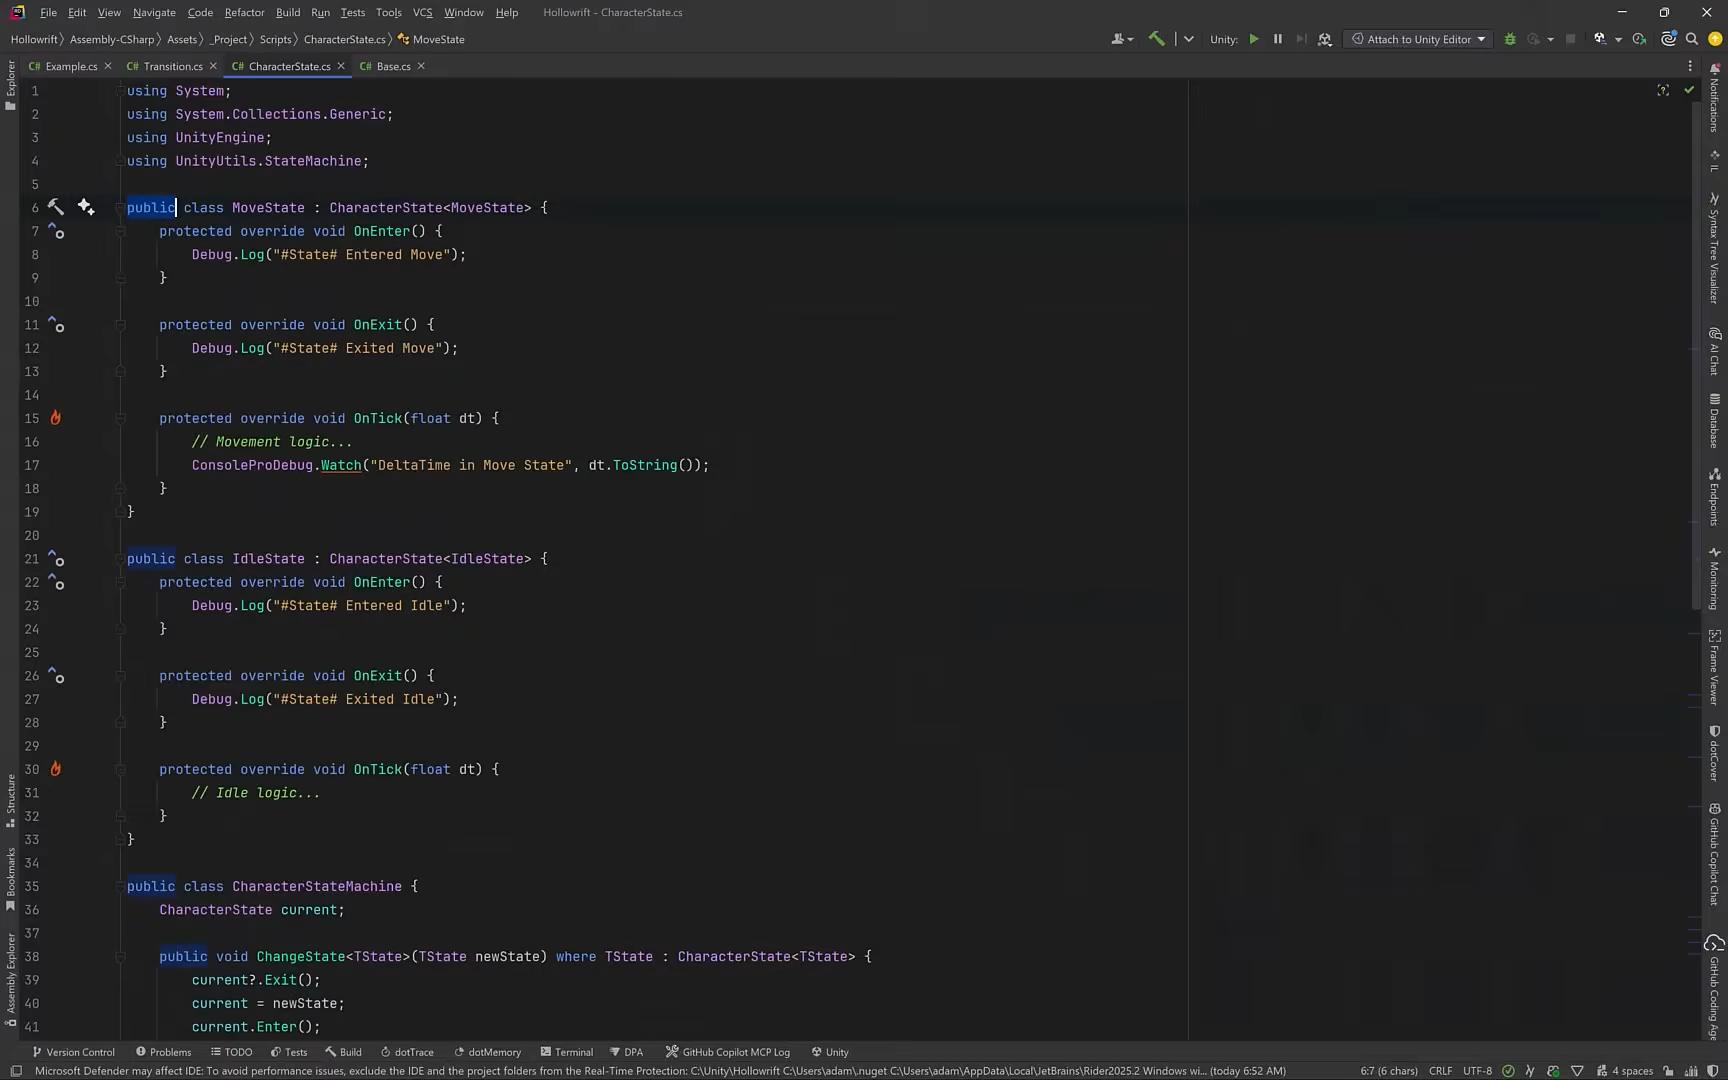 File Edit View Navigate Code Refactor Build Run Tests Tools VCS Window Help Hollowrift – CharacterState.cs
Hollowrift Assembly-CSharp Assets _Project Scripts CharacterState.cs MoveState Unity: Attach to Unity Editor
C# Example.cs C# Transition.cs C# CharacterState.cs C# Base.cs
1 using System;
2 using System.Collections.Generic;
3 using UnityEngine;
4 using UnityUtils.StateMachine;
5
6 public class MoveState : CharacterState<MoveState> {
7 protected override void OnEnter() {
8 Debug.Log("#State# Entered Move");
9 }
10
11 protected override void OnExit() {
12 Debug.Log("#State# Exited Move");
13 }
14
15 protected override void OnTick(float dt) {
16 // Movement logic...
17 ConsoleProDebug.Watch("DeltaTime in Move State", dt.ToString());
18 }
19 }
20
21 public class IdleState : CharacterState<IdleState> {
22 protected override void OnEnter() {
23 Debug.Log("#State# Entered Idle");
24 }
25
26 protected override void OnExit() {
27 Debug.Log("#State# Exited Idle");
28 }
29
30 protected override void OnTick(float dt) {
31 // Idle logic...
32 }
33 }
34
35 public class CharacterStateMachine {
36 CharacterState current;
37
38 public void ChangeState<TState>(TState newState) where TState : CharacterState<TState> {
39 current?.Exit();
40 current = newState;
41 current.Enter();
Explorer
Structure
Bookmarks
Assembly Explorer
Notifications
IL
Syntax Tree Visualizer
AI Chat
Database
Endpoints
Monitoring
Frame Viewer
dotCover
GitHub Copilot Chat
GitHub Coding Age
Version Control Problems TODO Tests Build dotTrace dotMemory Terminal DPA GitHub Copilot MCP Log Unity
Microsoft Defender may affect IDE: To avoid performance issues, exclude the IDE and the project folders from the Real-Time Protection: C:\Unity\Hollowrift C:\Users\adam\.nuget C:\Users\adam\AppData\Local\JetBrains\Rider2025.2 Windows wi... (today 6:52 AM) 6:7 (6 chars) CRLF UTF-8 4 spaces